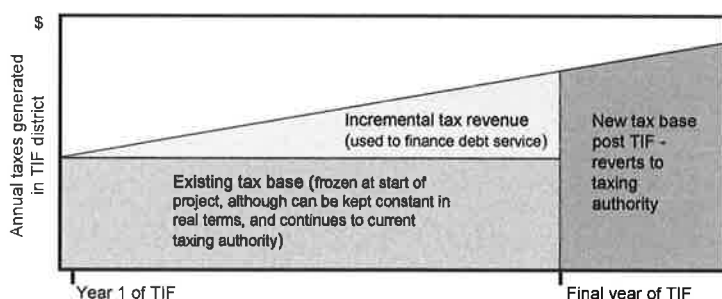 $
Annual taxes generated
in TIF district
Incremental tax revenue
(used to finance debt service)
Existing tax base (frozen at start of
project, although can be kept constant in
real terms, and continues to current
taxing authority)
New tax base
post TIF -
reverts to
taxing
authority
Year 1 of TIF
Final year of TIF